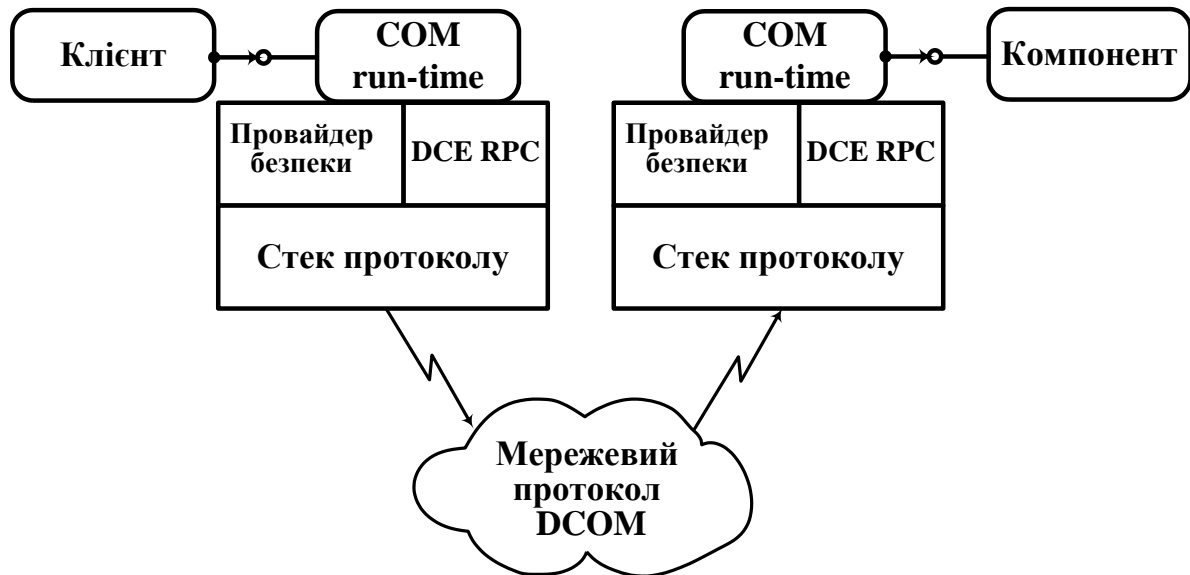 Клієнт
COM
run-time
Провайдер
безпеки
DCE RPC
Стек протоколу
COM
run-time
Компонент
Провайдер
безпеки
DCE RPC
Стек протоколу
Мережевий
протокол
DCOM